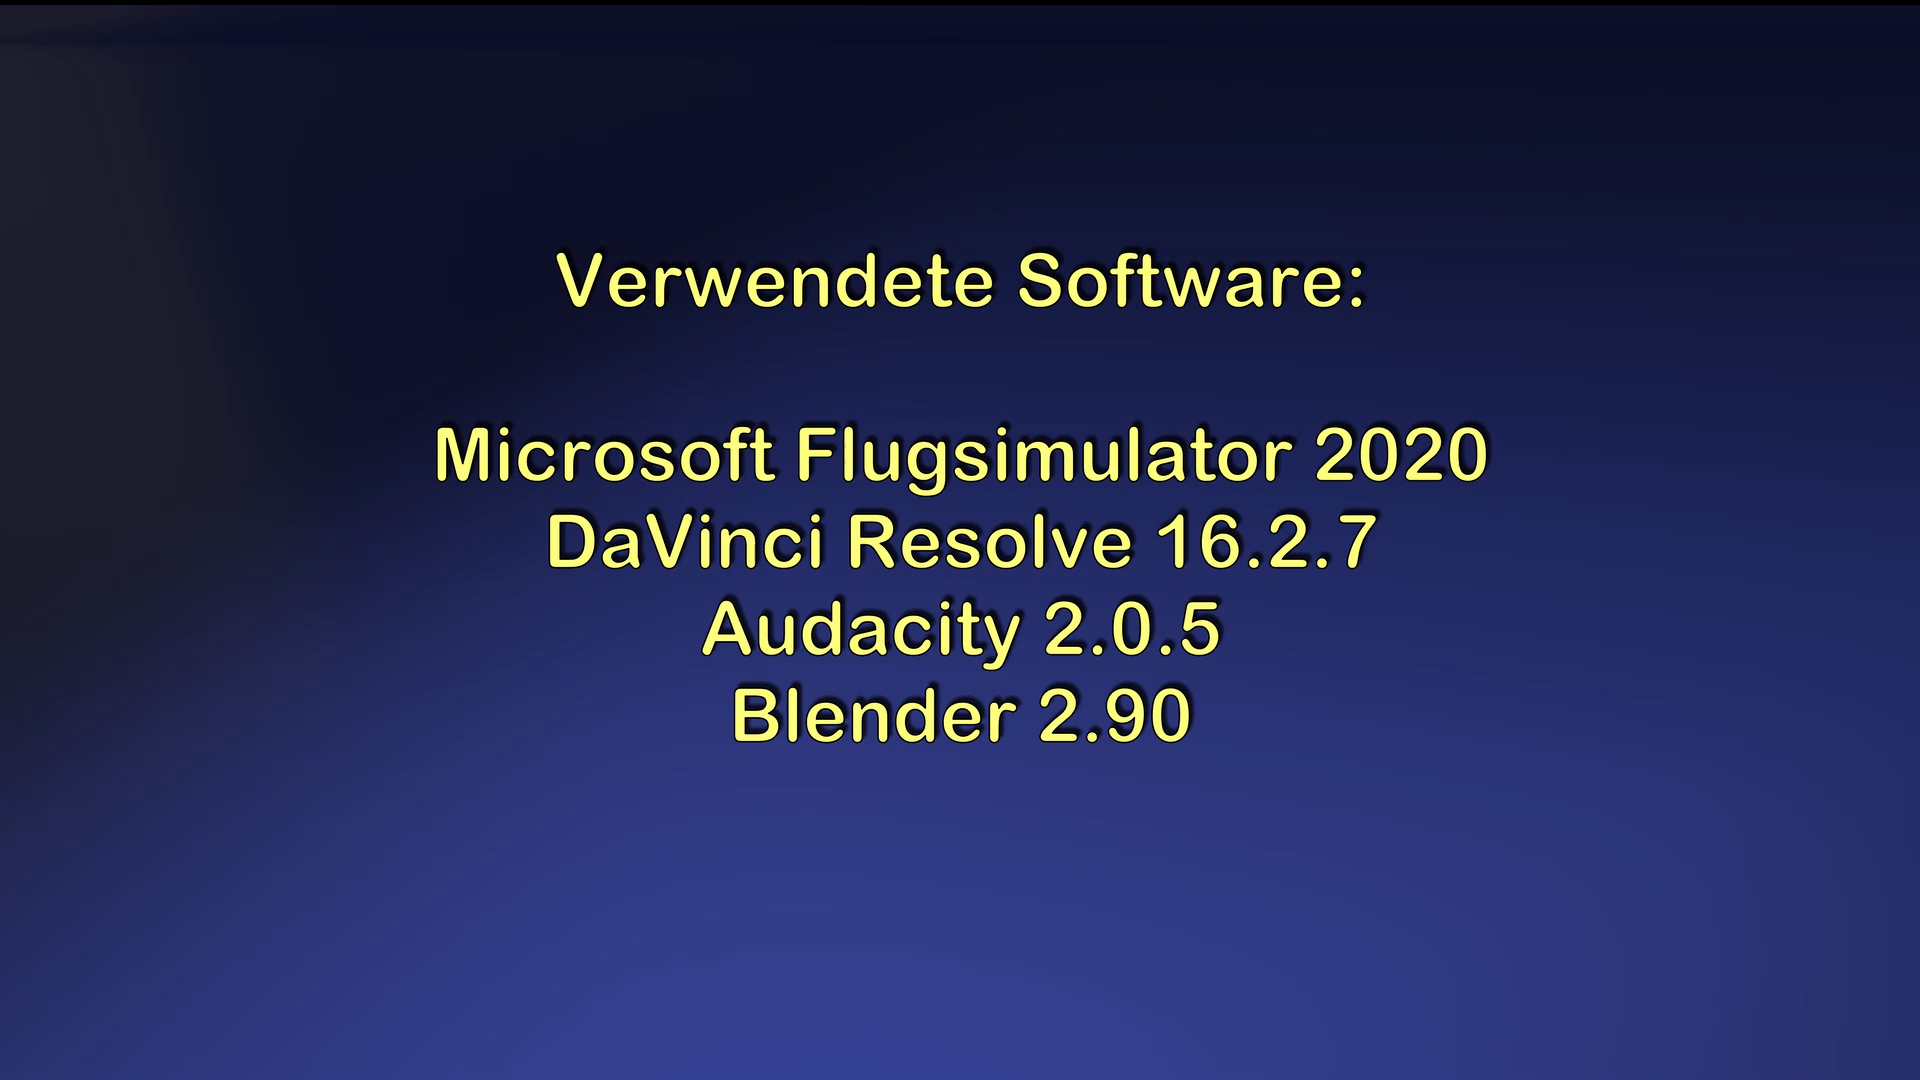 Verwendete Software:
Microsoft Flugsimulator 2020
DaVinci Resolve 16.2.7
Audacity 2.0.5
Blender 2.90